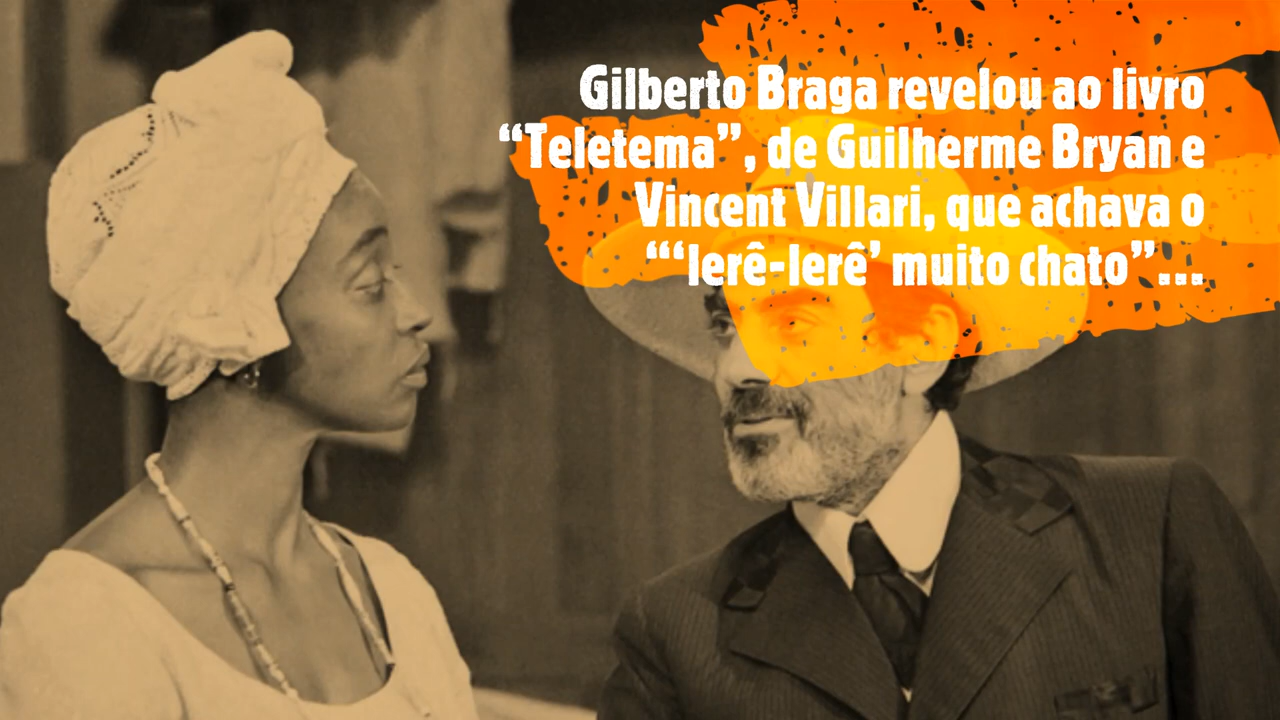 Gilberto Braga revelou ao livro
“Teletema”, de Guilherme Bryan e
Vincent Villari, que achava o
“‘lerê-lerê’ muito chato”...